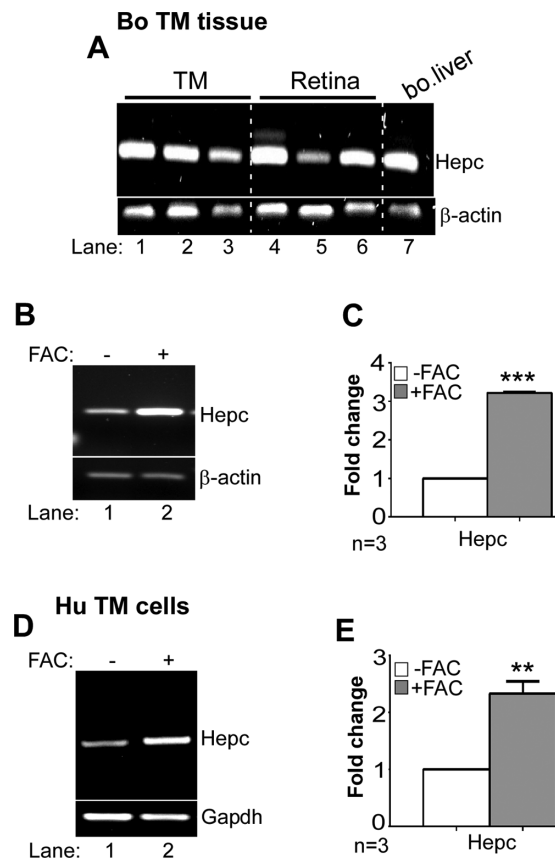 Bo TM tissue
A
TM Retina bo.liver
Hepc
β-actin
Lane: 1 2 3 4 5 6 7
B
FAC: - +
Hepc
β-actin
Lane: 1 2
C
Fold change
4
3
2
1
0
-FAC
+FAC
***
n=3 Hepc
Hu TM cells
D
FAC: - +
Hepc
Gapdh
Lane: 1 2
E
Fold change
3
2
1
0
-FAC
+FAC
**
n=3 Hepc